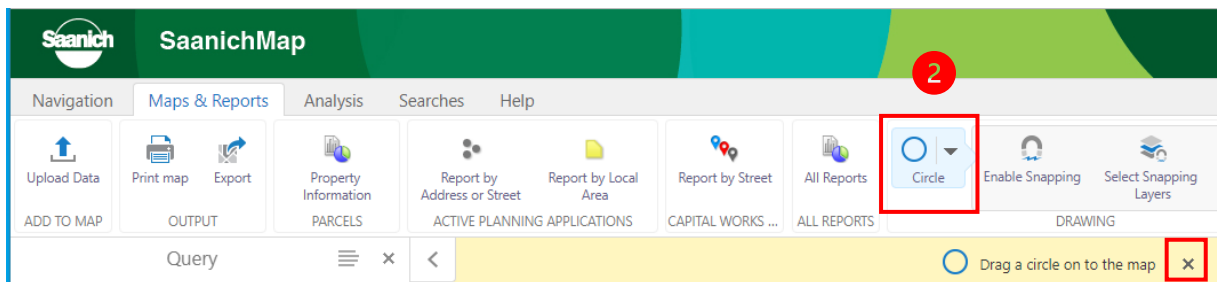 Saanich
SaanichMap
2
Navigation
Maps & Reports
Analysis
Searches
Help
Upload Data
Print map
Export
Property
Information
Report by
Address or Street
Report by Local
Area
Report by Street
All Reports
Circle
Enable Snapping
Select Snapping
Layers
ADD TO MAP
OUTPUT
PARCELS
ACTIVE PLANNING APPLICATIONS
CAPITAL WORKS ...
ALL REPORTS
DRAWING
Query
Drag a circle on to the map